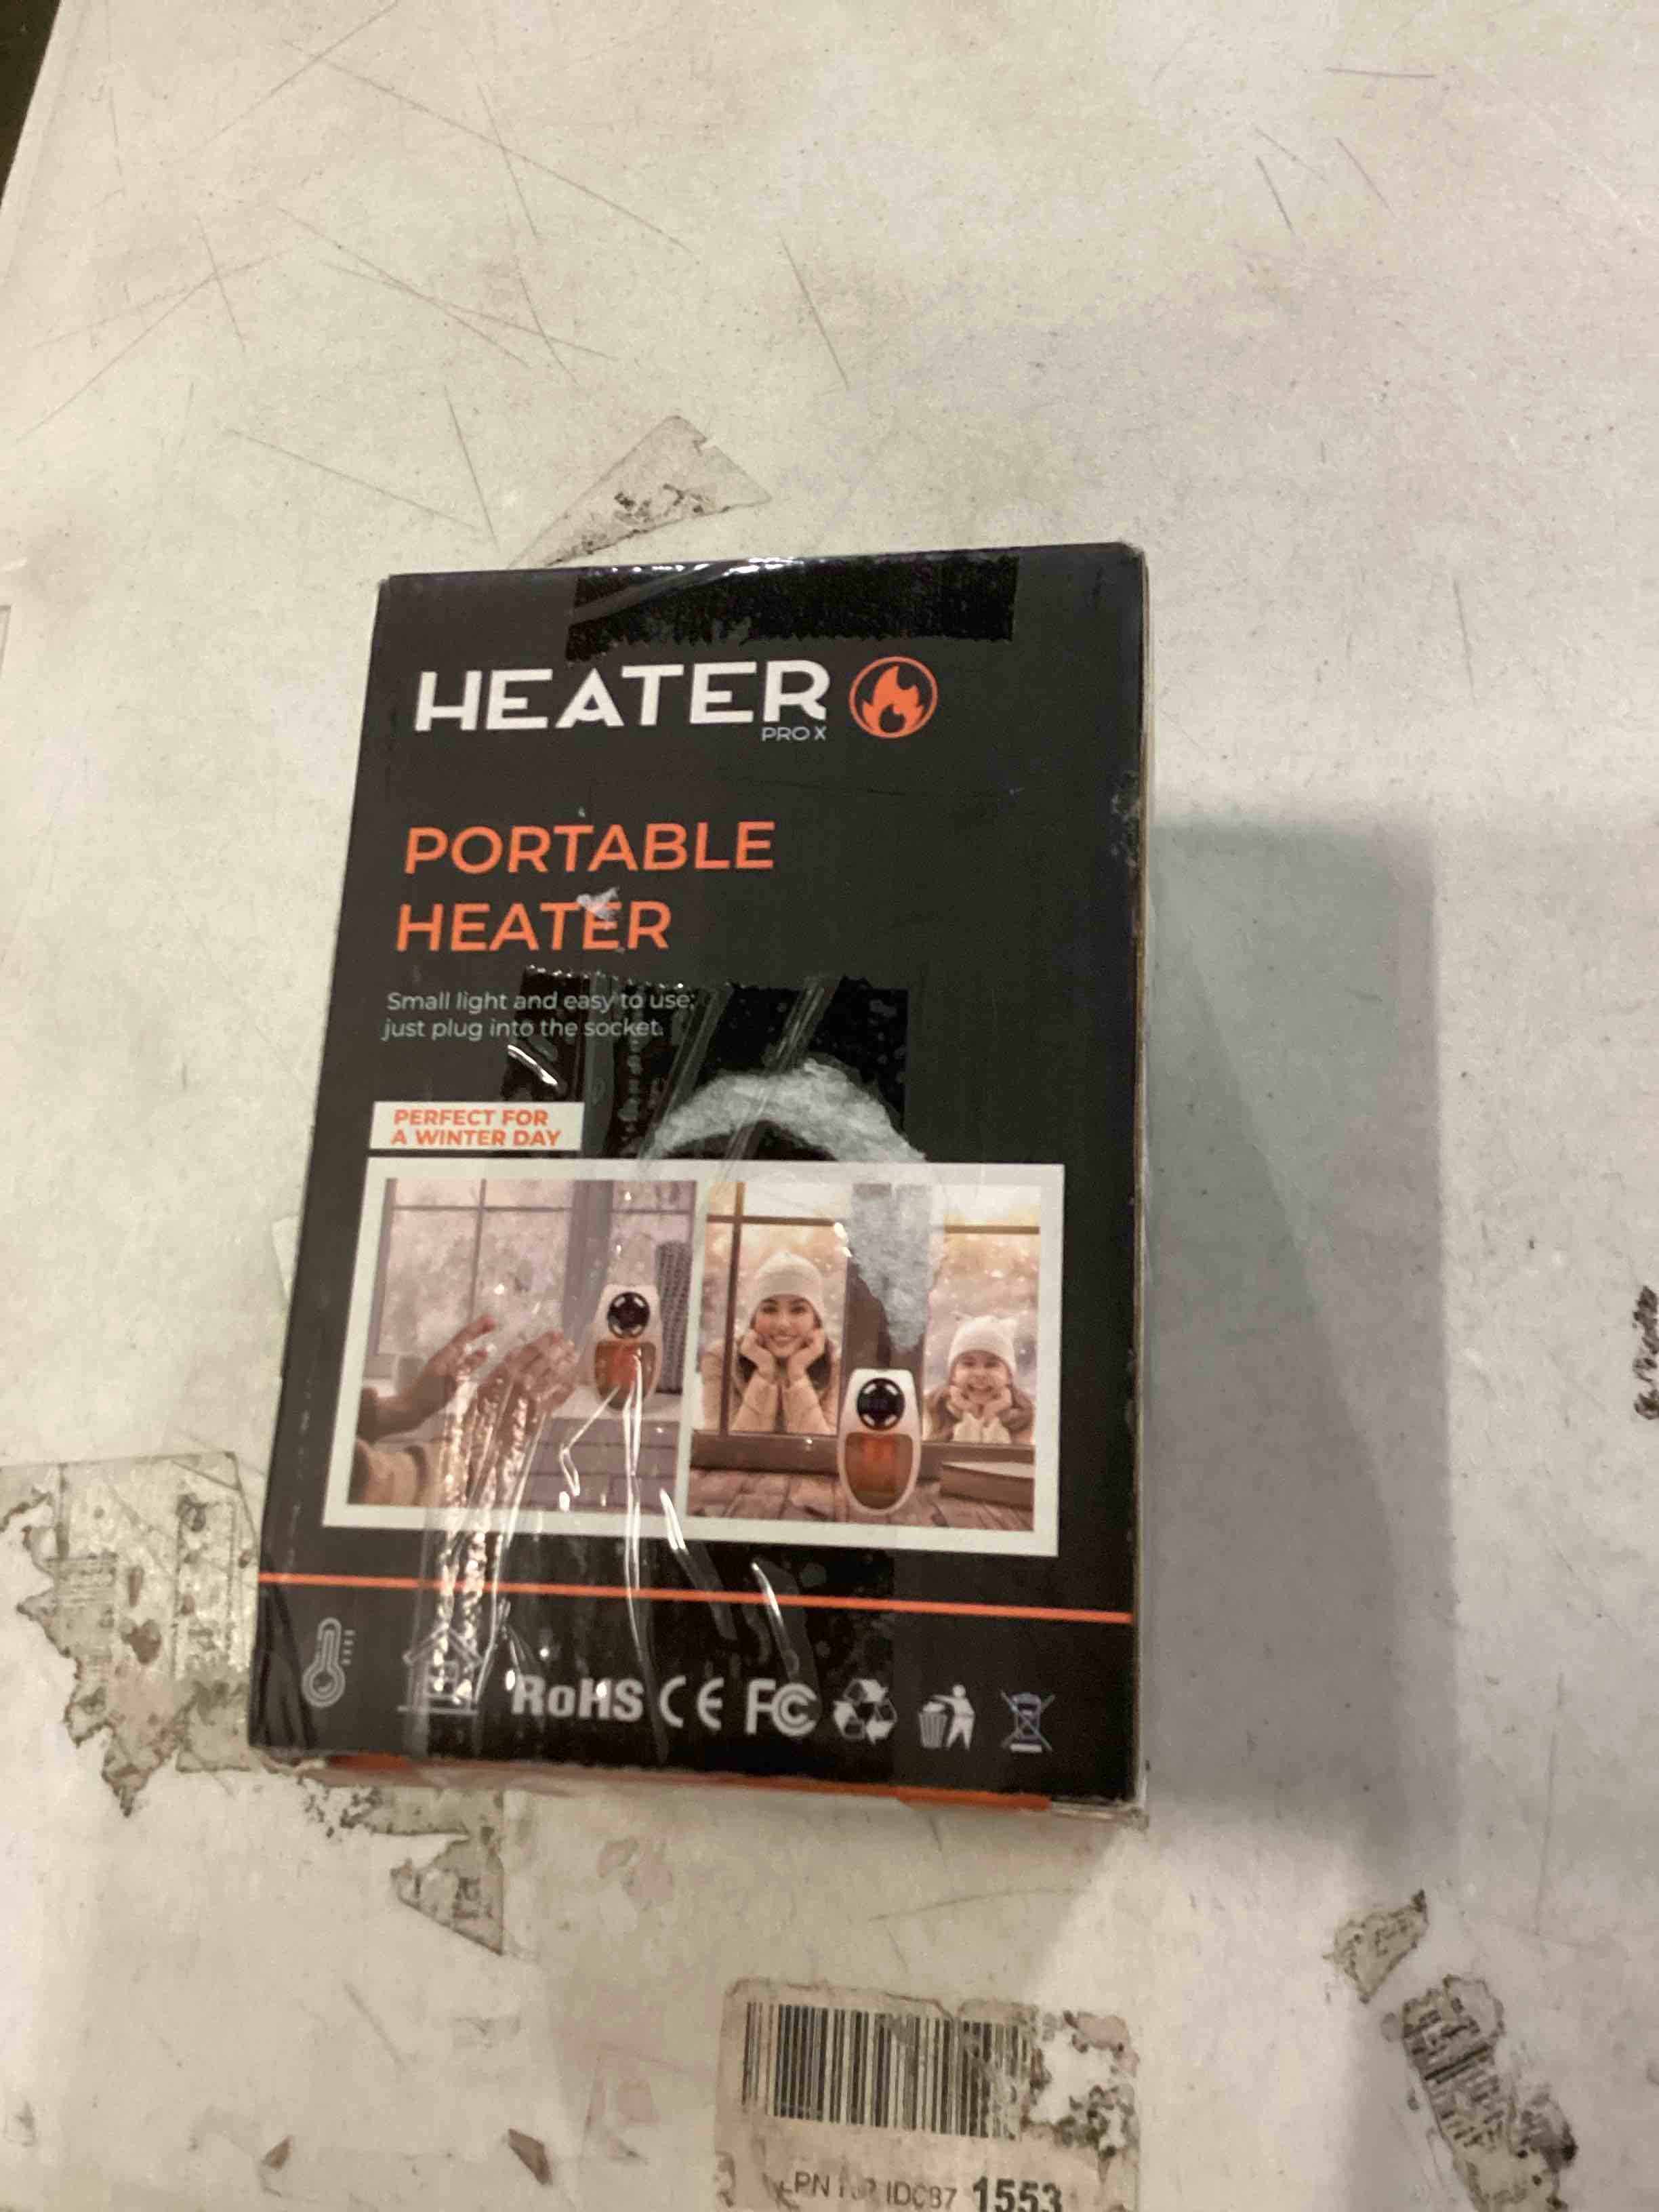 HEATER
PRO X
PORTABLE
HEATER
Small light and easy to use;
just plug into the socket.
PERFECT FOR
A WINTER DAY
RoHS CE FC
1553